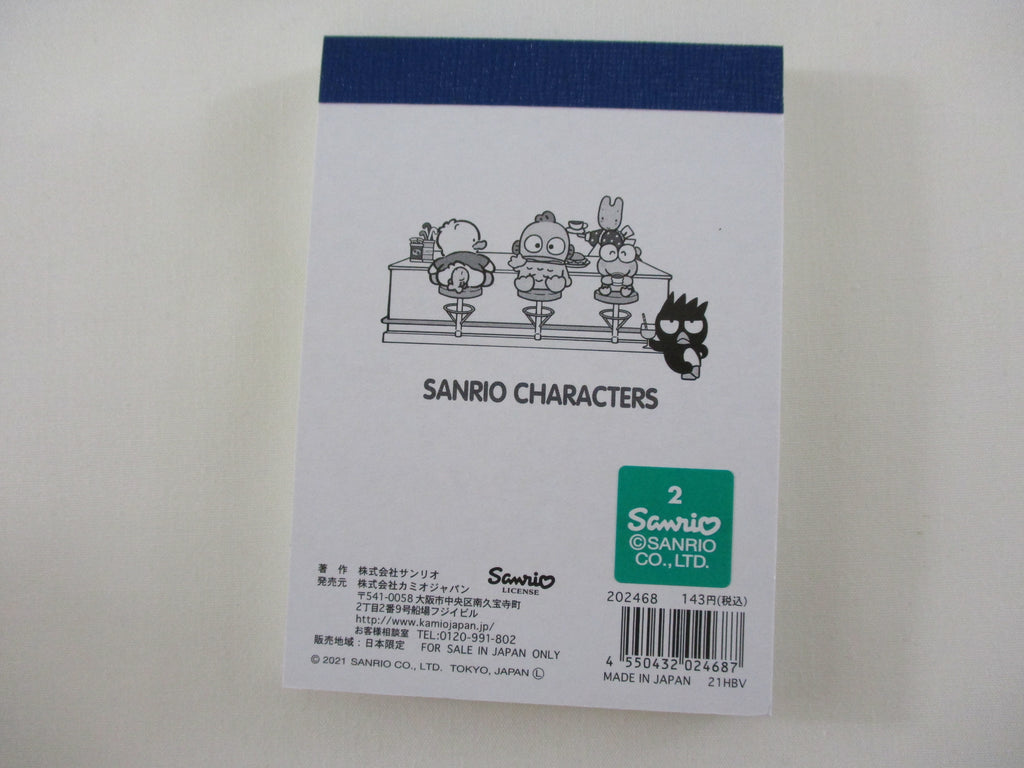 SANRIO CHARACTERS
2
Sanrio
©SANRIO
CO.,LTD.
著 作 株式会社サンリオ
Sanrio
LICENSE
発売元 株式会社カミオジャパン
〒541-0058 大阪市中央区南久宝寺町
2丁目2番9号船場フジイビル
http://www.kamiojapan.jp/
お客様相談室 TEL:0120-991-802
販売地域:日本限定 FOR SALE IN JAPAN ONLY
© 2021 SANRIO CO., LTD. TOKYO, JAPAN Ⓛ
202468 143円(税込)
4 550432 024687
MADE IN JAPAN 21HBV